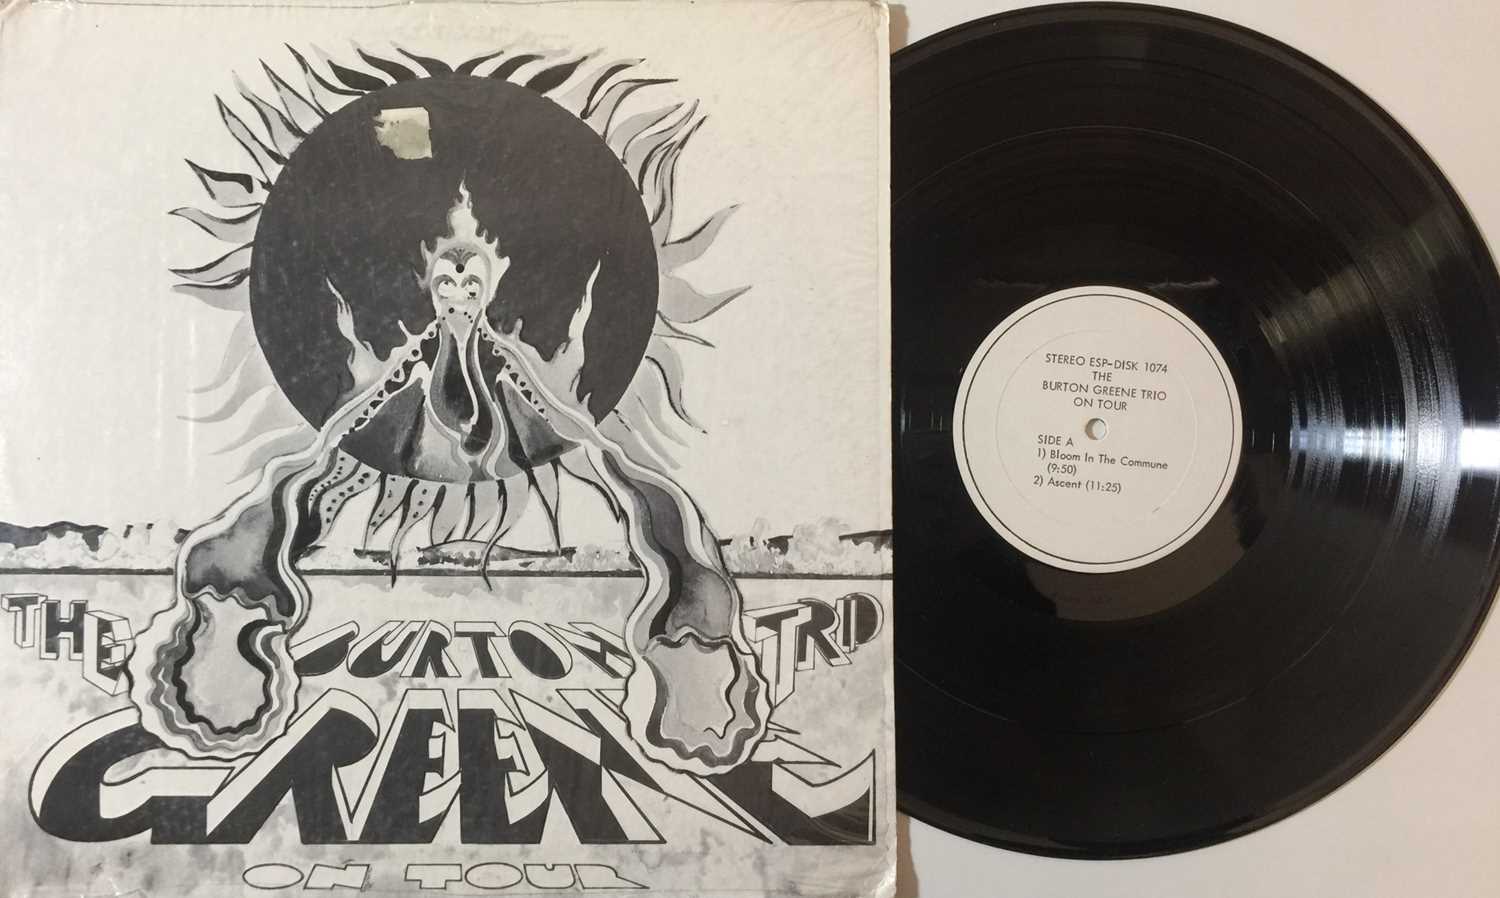 THE BURTON TRIO
GREENE
ON TOUR
STEREO ESP-DISK 1074
THE
BURTON GREENE TRIO
ON TOUR
SIDE A
1) Bloom In The Commune
(9:50)
2) Ascent (11:25)